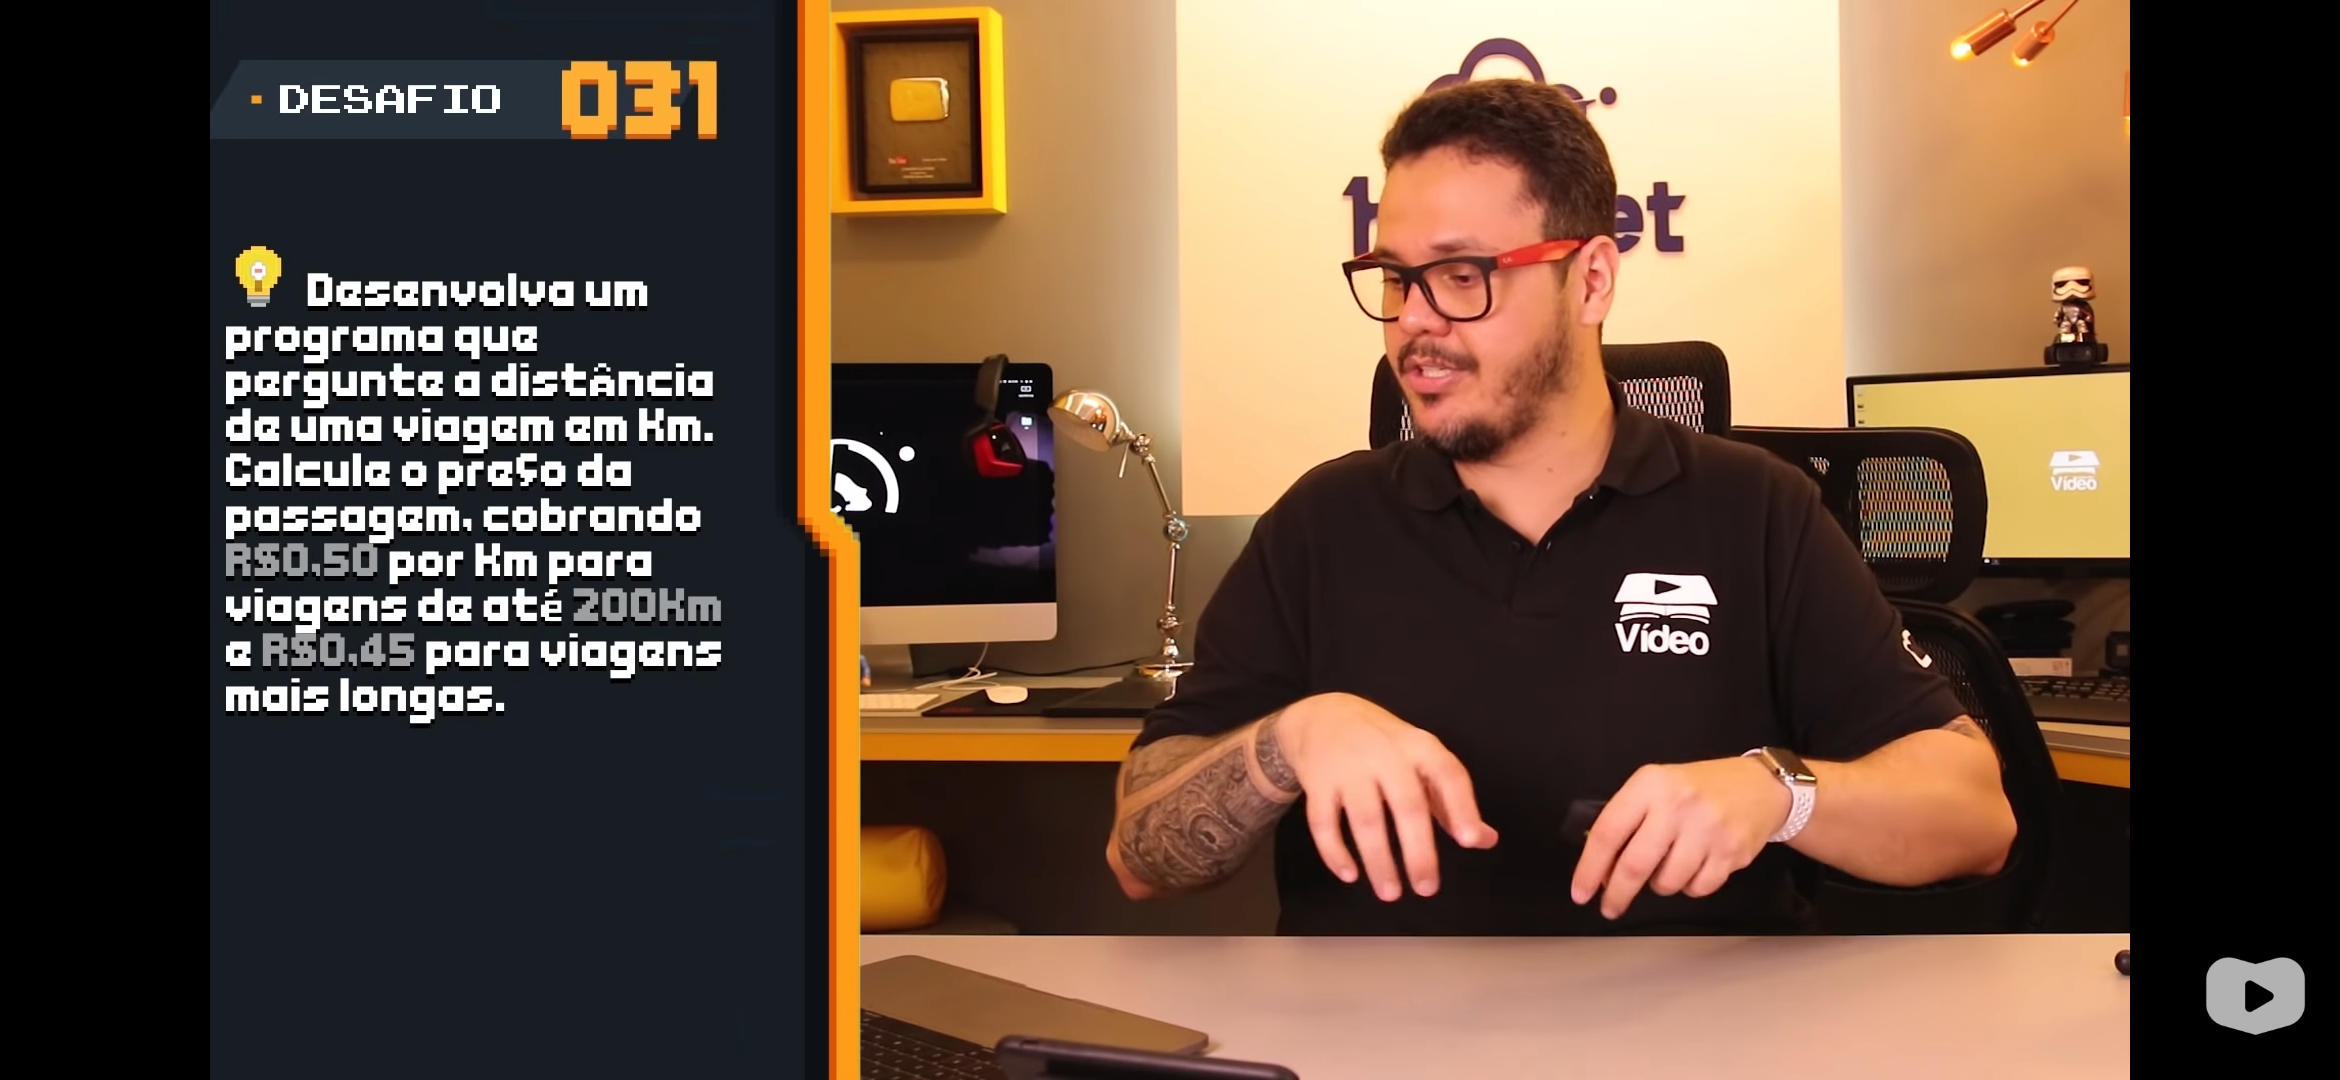 DESAFIO 031
Desenvolva um
programa que
pergunte a distância
de uma viagem em Km.
Calcule o preço da
passagem, cobrando
R$0,50 por Km para
viagens de até 200Km
e R$0,45 para viagens
mais longas.
et
Vídeo
Vídeo